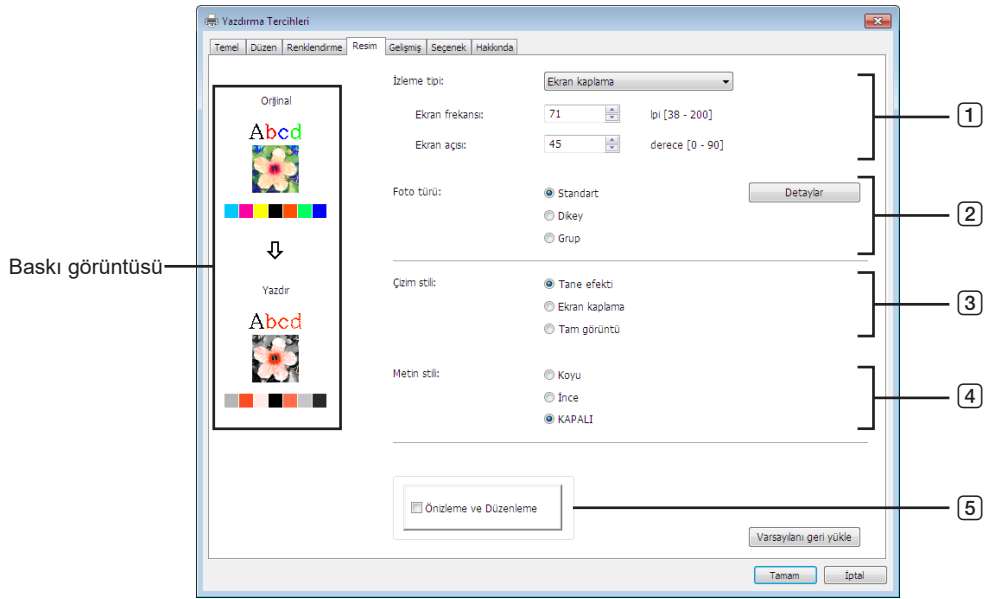 Yazdırma Tercihleri
Temel Düzen Renklendirme Resim Gelişmiş Seçenek Hakkında
Baskı görüntüsü
Orijinal
Abcd
Yazdır
Abcd
İzleme tipi: Ekran kaplama
Ekran frekansı: 71 lpi [38 - 200]
Ekran açısı: 45 derece [0 - 90]
1
Foto türü: Standart Detaylar
Dikey
Grup
2
Çizim stili: Tane efekti
Ekran kaplama
Tam görüntü
3
Metin stili: Koyu
İnce
KAPALI
4
Önizleme ve Düzenleme
5
Varsayılanı geri yükle
Tamam İptal